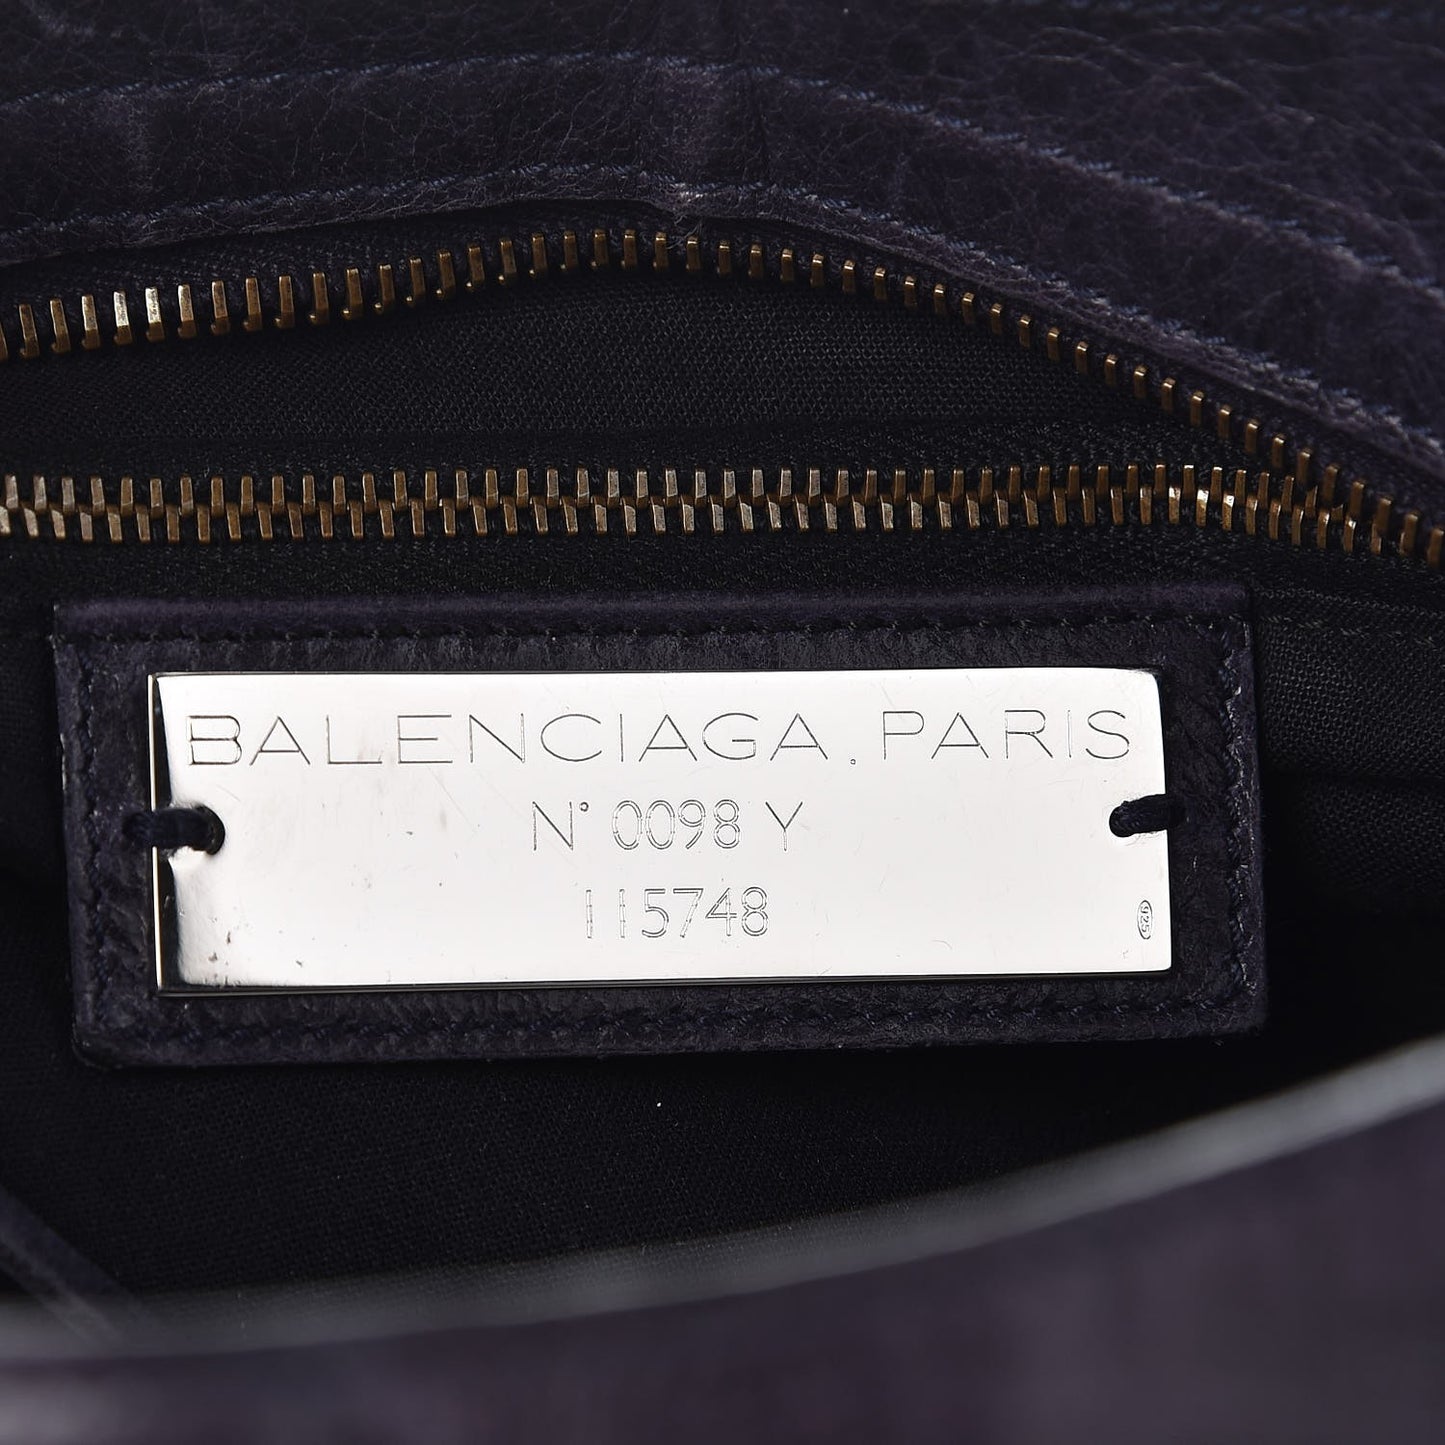 BALENCIAGA. PARIS
N° 0098 Y
115748
925